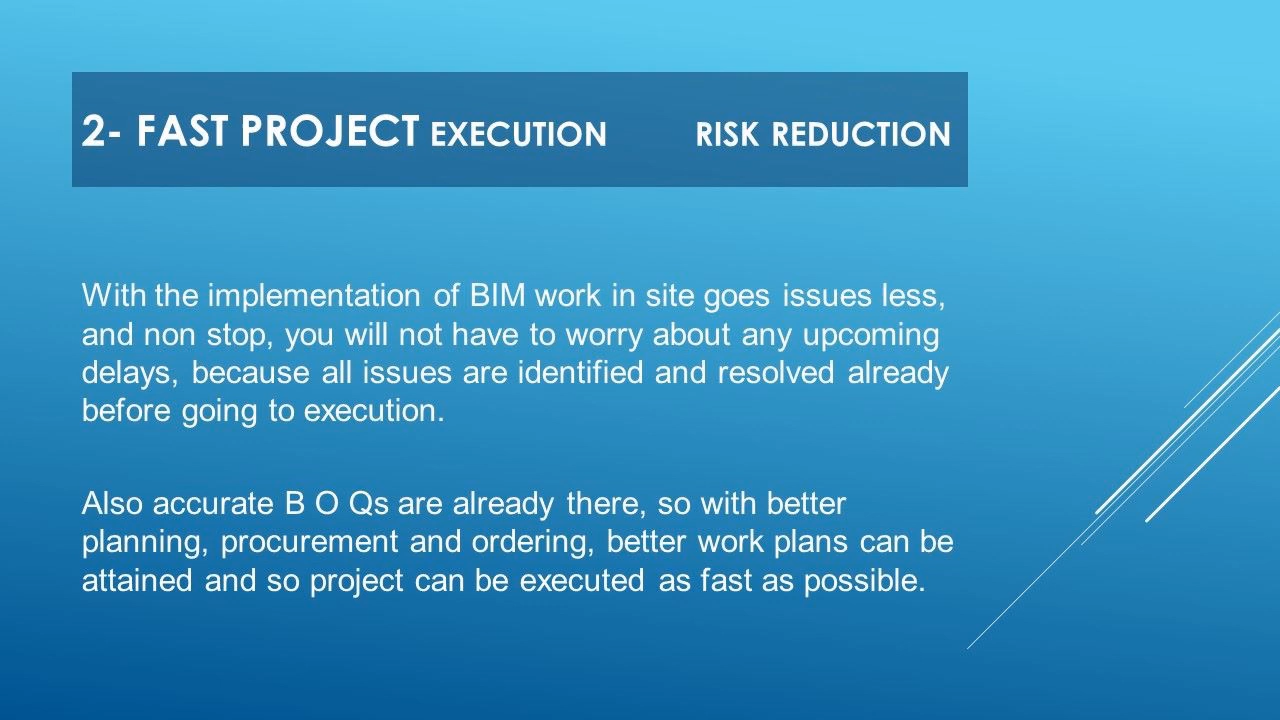 2- FAST PROJECT EXECUTION RISK REDUCTION
With the implementation of BIM work in site goes issues less,
and non stop, you will not have to worry about any upcoming
delays, because all issues are identified and resolved already
before going to execution.
Also accurate B O Qs are already there, so with better
planning, procurement and ordering, better work plans can be
attained and so project can be executed as fast as possible.